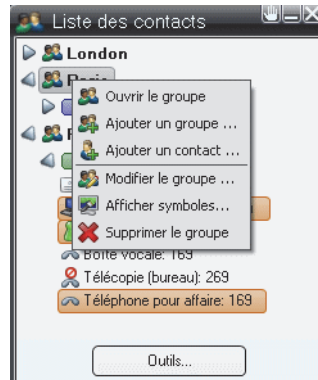 Liste des contacts
London
Paris
Ouvrir le groupe
Ajouter un groupe ...
Ajouter un contact ...
Modifier le groupe ...
Afficher symboles...
Supprimer le groupe
Boîte vocale: 169
Télécopie (bureau): 269
Téléphone pour affaire: 169
Outils...